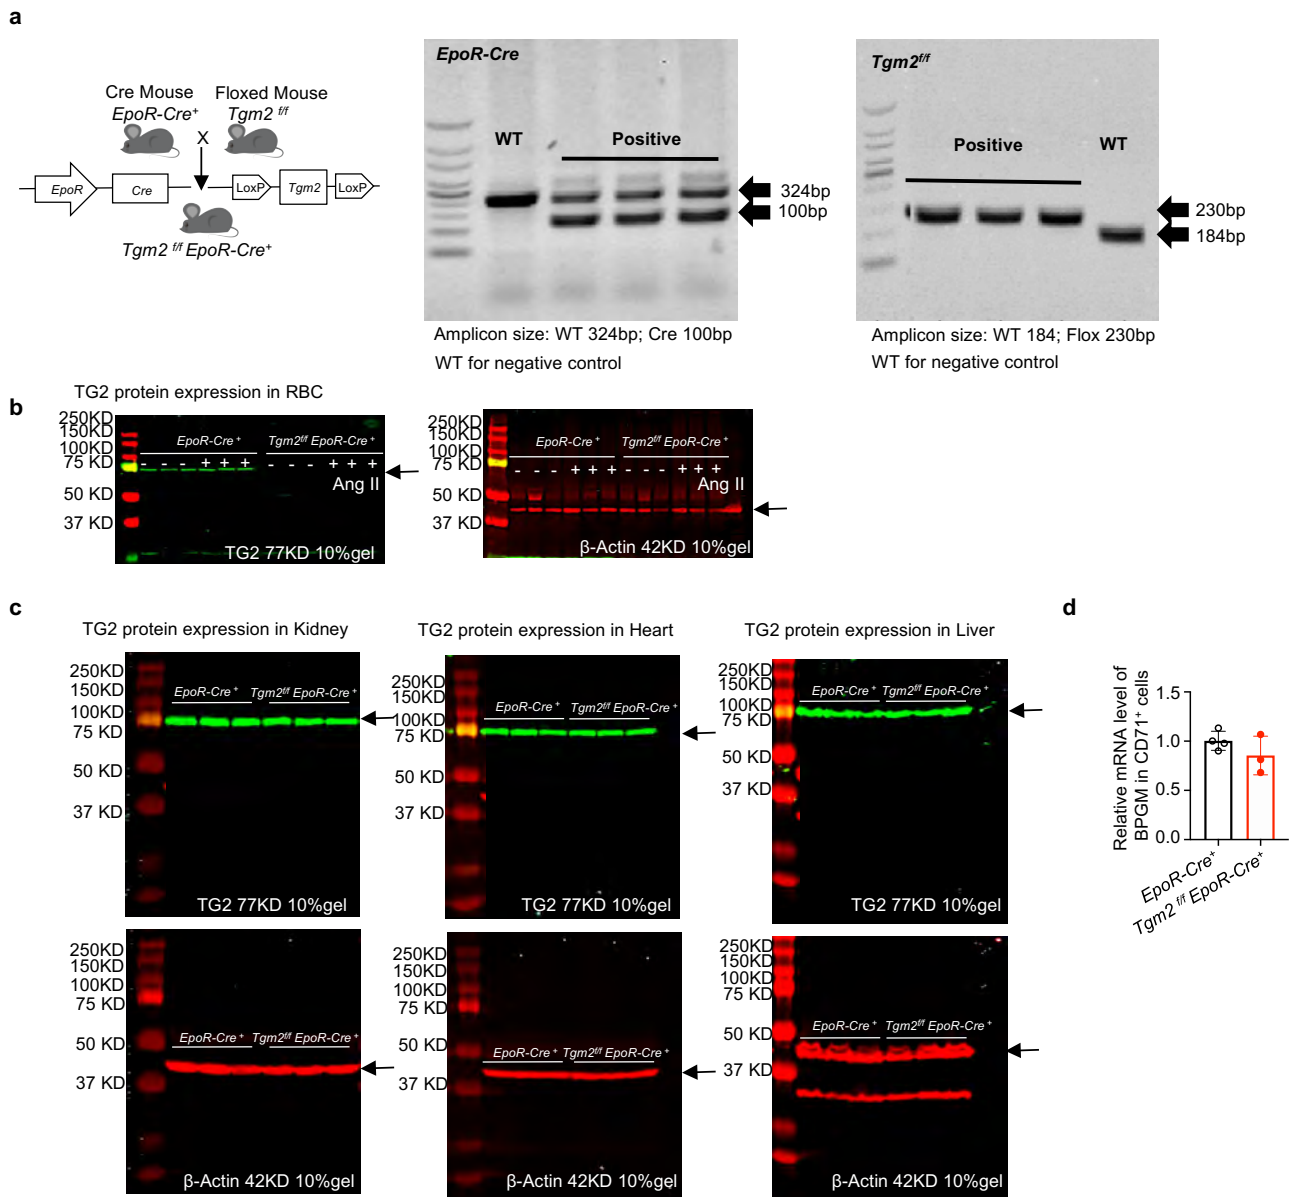 a
Cre Mouse
EpoR-Cre+
Floxed Mouse
Tgm2 f/f
X
EpoR
Cre
LoxP
Tgm2
LoxP
Tgm2 f/f EpoR-Cre+
EpoR-Cre
WT
Positive
324bp
100bp
Amplicon size: WT 324bp; Cre 100bp
WT for negative control
Tgm2f/f
Positive
WT
230bp
184bp
Amplicon size: WT 184; Flox 230bp
WT for negative control
b
TG2 protein expression in RBC
250KD
150KD
100KD
75 KD
50 KD
37 KD
EpoR-Cre +
Tgm2f/f EpoR-Cre+
- - - + + + - - - + + +
Ang II
TG2 77KD 10%gel
250KD
150KD
100KD
75 KD
50 KD
37 KD
EpoR-Cre +
Tgm2f/f EpoR-Cre+
- - - + + + - - - + + +
Ang II
β-Actin 42KD 10%gel
c
TG2 protein expression in Kidney
250KD
150KD
100KD
75 KD
50 KD
37 KD
EpoR-Cre +
Tgm2f/f EpoR-Cre +
TG2 77KD 10%gel
TG2 protein expression in Heart
250KD
150KD
100KD
75 KD
50 KD
37 KD
EpoR-Cre +
Tgm2f/f EpoR-Cre +
TG2 77KD 10%gel
TG2 protein expression in Liver
250KD
150KD
100KD
75 KD
50 KD
37KD
EpoR-Cre +
Tgm2f/f EpoR-Cre +
TG2 77KD 10%gel
250KD
150KD
100KD
75 KD
50 KD
37 KD
EpoR-Cre +
Tgm2f/f EpoR-Cre +
β-Actin 42KD 10%gel
250KD
150KD
100KD
75 KD
50 KD
37 KD
EpoR-Cre +
Tgm2f/f EpoR-Cre +
β-Actin 42KD 10%gel
250KD
150KD
100KD
75 KD
50 KD
37KD
EpoR-Cre +
Tgm2f/f EpoR-Cre +
β-Actin 42KD 10%gel
d
Relative mRNA level of
BPGM in CD71+ cells
1.5
1.0
0.5
0.0
EpoR-Cre+
Tgm2 f/f EpoR-Cre+